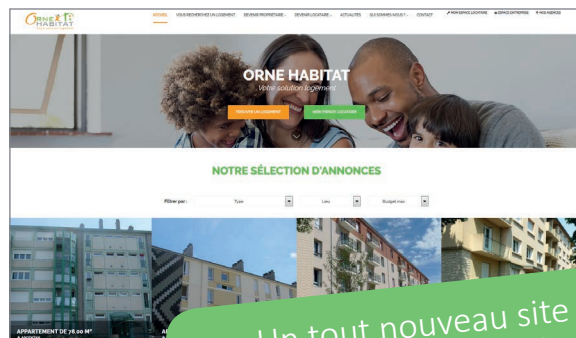 ORNE
HABITAT
ACCUEIL VOUS RECHERCHEZ UN LOGEMENT DEVENIR PROPRIÉTAIRE DEVENIR LOCATAIRE ACTUALITÉS QUI SOMMES-NOUS ? CONTACT MON ESPACE LOCATAIRE ESPACE ENTREPRISE NOS AGENCES
ORNE HABITAT
Votre solution logement
TROUVER UN LOGEMENT MON ESPACE LOCATAIRE
NOTRE SÉLECTION D'ANNONCES
Filtrer par : Type Lieu Budget max
APPARTEMENT DE 78.00 M²
ARGENTAN
Un tout nouveau site